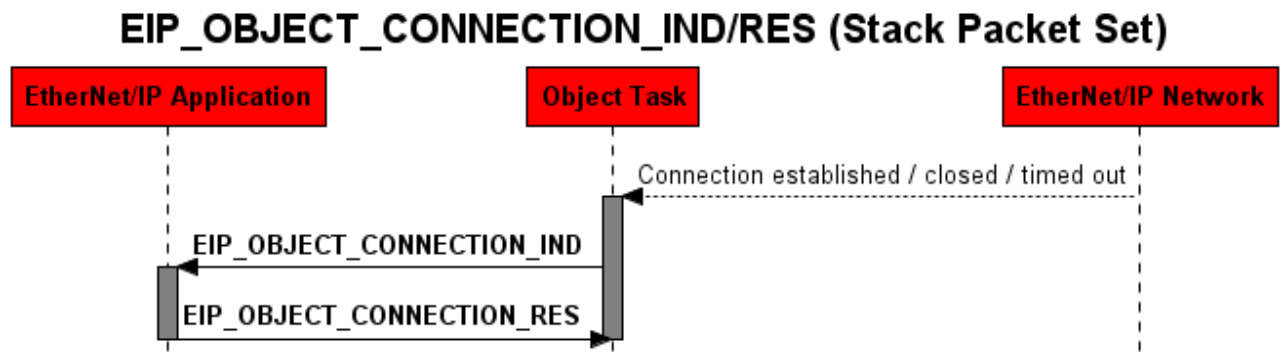 EIP_OBJECT_CONNECTION_IND/RES (Stack Packet Set)
EtherNet/IP Application
Object Task
EtherNet/IP Network
Connection established / closed / timed out
EIP_OBJECT_CONNECTION_IND
EIP_OBJECT_CONNECTION_RES